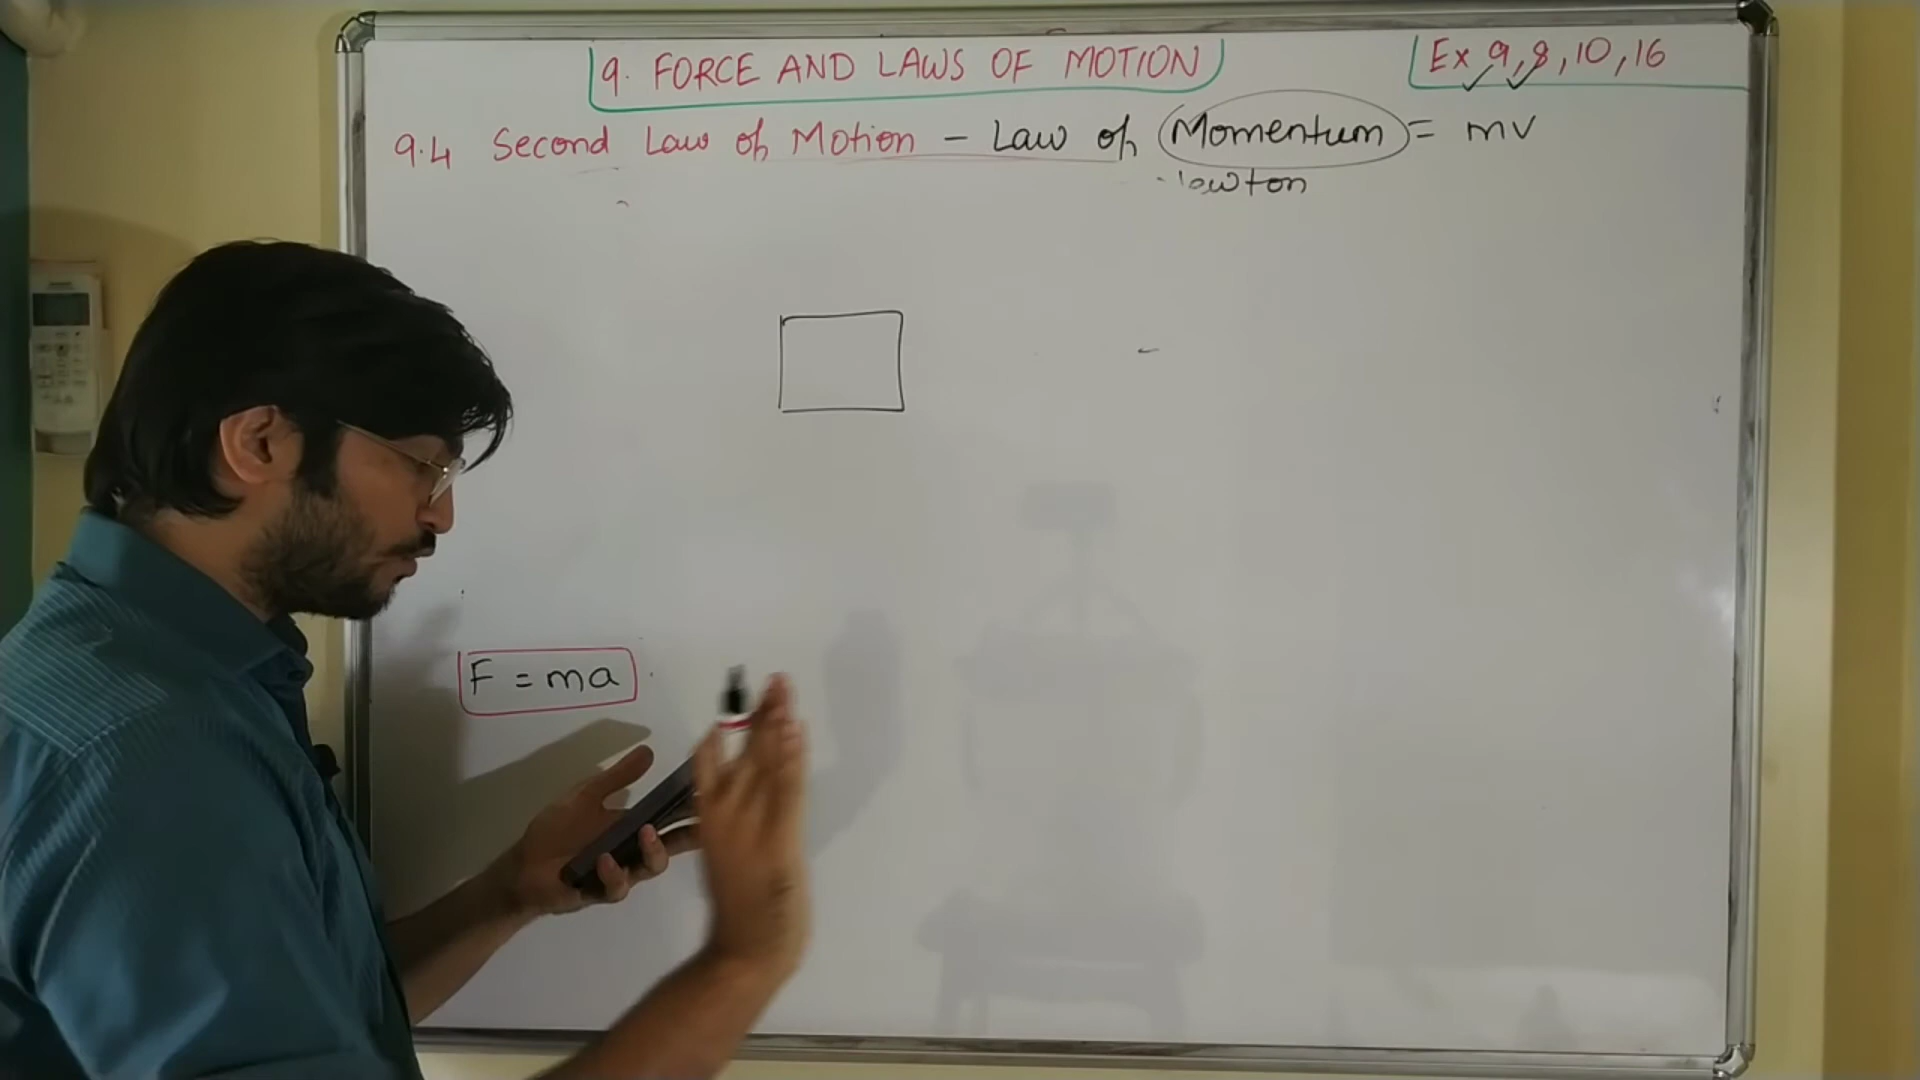 9. FORCE AND LAWS OF MOTION
Ex 9, 8, 10, 16
9.4 Second Law of Motion - Law of Momentum = mv
F = ma